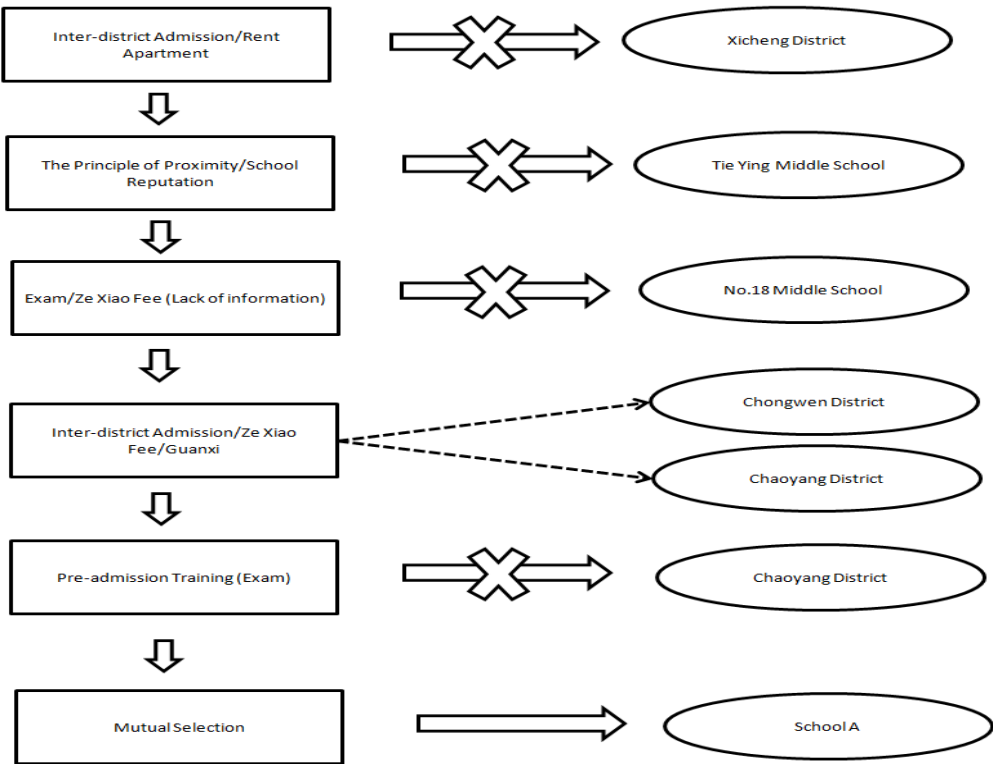 Inter-district Admission/Rent
Apartment
Xicheng District
The Principle of Proximity/School
Reputation
Tie Ying Middle School
Exam/Ze Xiao Fee (Lack of information)
No.18 Middle School
Inter-district Admission/Ze Xiao
Fee/Guanxi
Chongwen District
Chaoyang District
Pre-admission Training (Exam)
Chaoyang District
Mutual Selection
School A